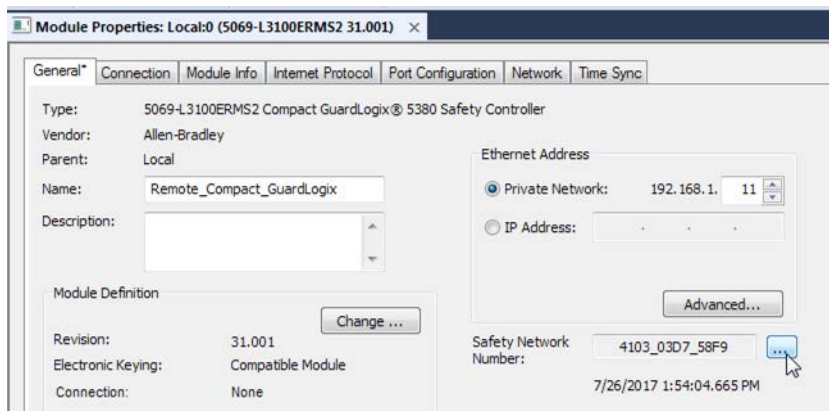 Module Properties: Local:0 (5069-L3100ERMS2 31.001) ×
General* Connection Module Info Internet Protocol Port Configuration Network Time Sync
Type: 5069-L3100ERMS2 Compact GuardLogix® 5380 Safety Controller
Vendor: Allen-Bradley
Parent: Local
Name: Remote_Compact_GuardLogix
Description:
Module Definition
Change ...
Revision: 31.001
Electronic Keying: Compatible Module
Connection: None
Ethernet Address
Private Network: 192.168.1. 11
IP Address: . . .
Advanced...
Safety Network Number: 4103_03D7_58F9 ...
7/26/2017 1:54:04.665 PM